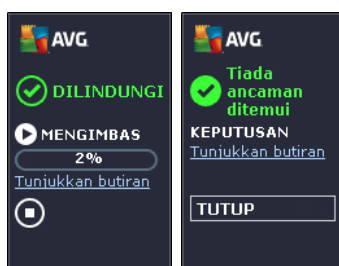 AVG
DILINDUNGI
MENGIMBAS
2%
Tunjukkan butiran
AVG
Tiada
ancaman
ditemui
KEPUTUSAN
Tunjukkan butiran
TUTUP